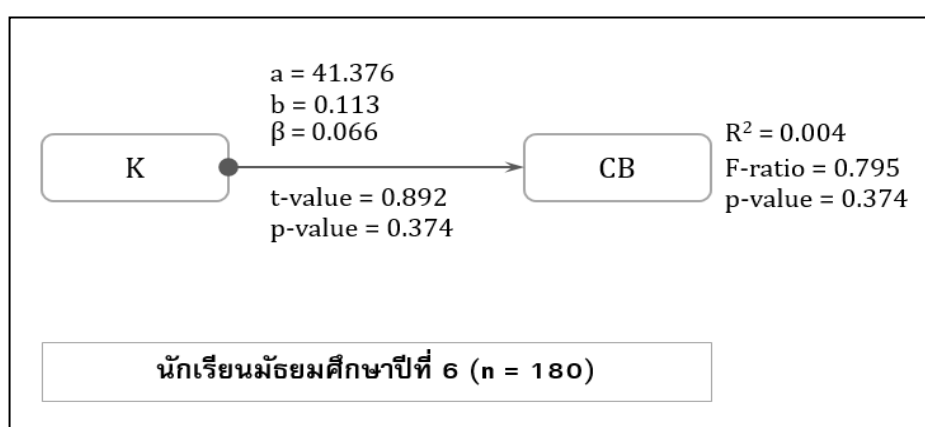 a = 41.376
b = 0.113
β = 0.066
K
CB
t-value = 0.892
p-value = 0.374
R² = 0.004
F-ratio = 0.795
p-value = 0.374
นักเรียนมัธยมศึกษาปีที่ 6 (n = 180)